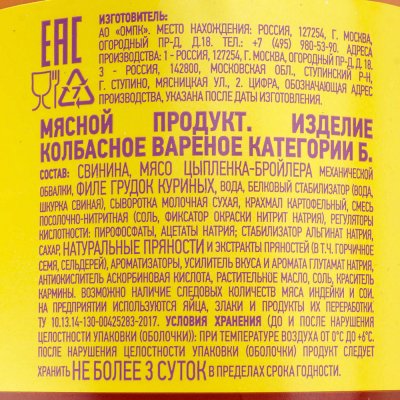 EAC
ИЗГОТОВИТЕЛЬ:
АО «ОМПК». МЕСТО НАХОЖДЕНИЯ: РОССИЯ, 127254, Г. МОСКВА,
ОГОРОДНЫЙ ПР-Д, Д.18. ТЕЛ.: +7 (495) 980-53-90. АДРЕСА
ПРОИЗВОДСТВА: 1 - РОССИЯ, 127254, Г. МОСКВА, ОГОРОДНЫЙ ПР-Д, Д.18.
3 - РОССИЯ, 142800, МОСКОВСКАЯ ОБЛ., СТУПИНСКИЙ Р-Н,
Г. СТУПИНО, МЯСНИЦКАЯ УЛ., 2. ЦИФРА, ОБОЗНАЧАЮЩАЯ АДРЕС
ПРОИЗВОДСТВА, УКАЗАНА ПОСЛЕ ДАТЫ ИЗГОТОВЛЕНИЯ.
7
МЯСНОЙ ПРОДУКТ. ИЗДЕЛИЕ
КОЛБАСНОЕ ВАРЕНОЕ КАТЕГОРИИ Б.
СОСТАВ: СВИНИНА, МЯСО ЦЫПЛЕНКА-БРОЙЛЕРА МЕХАНИЧЕСКОЙ
ОБВАЛКИ, ФИЛЕ ГРУДОК КУРИНЫХ, ВОДА, БЕЛКОВЫЙ СТАБИЛИЗАТОР (ВОДА,
ШКУРКА СВИНАЯ), СЫВОРОТКА МОЛОЧНАЯ СУХАЯ, КРАХМАЛ КАРТОФЕЛЬНЫЙ, СМЕСЬ
ПОСОЛОЧНО-НИТРИТНАЯ (СОЛЬ, ФИКСАТОР ОКРАСКИ НИТРИТ НАТРИЯ), РЕГУЛЯТОРЫ
КИСЛОТНОСТИ: ПИРОФОСФАТЫ, АЦЕТАТЫ НАТРИЯ; СТАБИЛИЗАТОР АЛЬГИНАТ НАТРИЯ,
САХАР, НАТУРАЛЬНЫЕ ПРЯНОСТИ И ЭКСТРАКТЫ ПРЯНОСТЕЙ (В Т.Ч. ГОРЧИЧНОЕ
СЕМЯ, СЕЛЬДЕРЕЙ), АРОМАТИЗАТОРЫ, УСИЛИТЕЛЬ ВКУСА И АРОМАТА ГЛУТАМАТ НАТРИЯ,
АНТИОКИСЛИТЕЛЬ АСКОРБИНОВАЯ КИСЛОТА, РАСТИТЕЛЬНОЕ МАСЛО, СОЛЬ, КРАСИТЕЛЬ
КАРМИНЫ. ВОЗМОЖНО НАЛИЧИЕ СЛЕДОВЫХ КОЛИЧЕСТВ МЯСА ИНДЕЙКИ И СОИ.
НА ПРЕДПРИЯТИИ ИСПОЛЬЗУЮТСЯ ЯЙЦА, ЗЛАКИ И ПРОДУКТЫ ИХ ПЕРЕРАБОТКИ.
ТУ 10.13.14-130-00425283-2017. УСЛОВИЯ ХРАНЕНИЯ (ДО И ПОСЛЕ НАРУШЕНИЯ
ЦЕЛОСТНОСТИ УПАКОВКИ (ОБОЛОЧКИ)): ПРИ ТЕМПЕРАТУРЕ ВОЗДУХА ОТ 0°С ДО +6°С.
ПОСЛЕ НАРУШЕНИЯ ЦЕЛОСТНОСТИ УПАКОВКИ (ОБОЛОЧКИ) ПРОДУКТ СЛЕДУЕТ
ХРАНИТЬ НЕ БОЛЕЕ 3 СУТОК В ПРЕДЕЛАХ СРОКА ГОДНОСТИ.